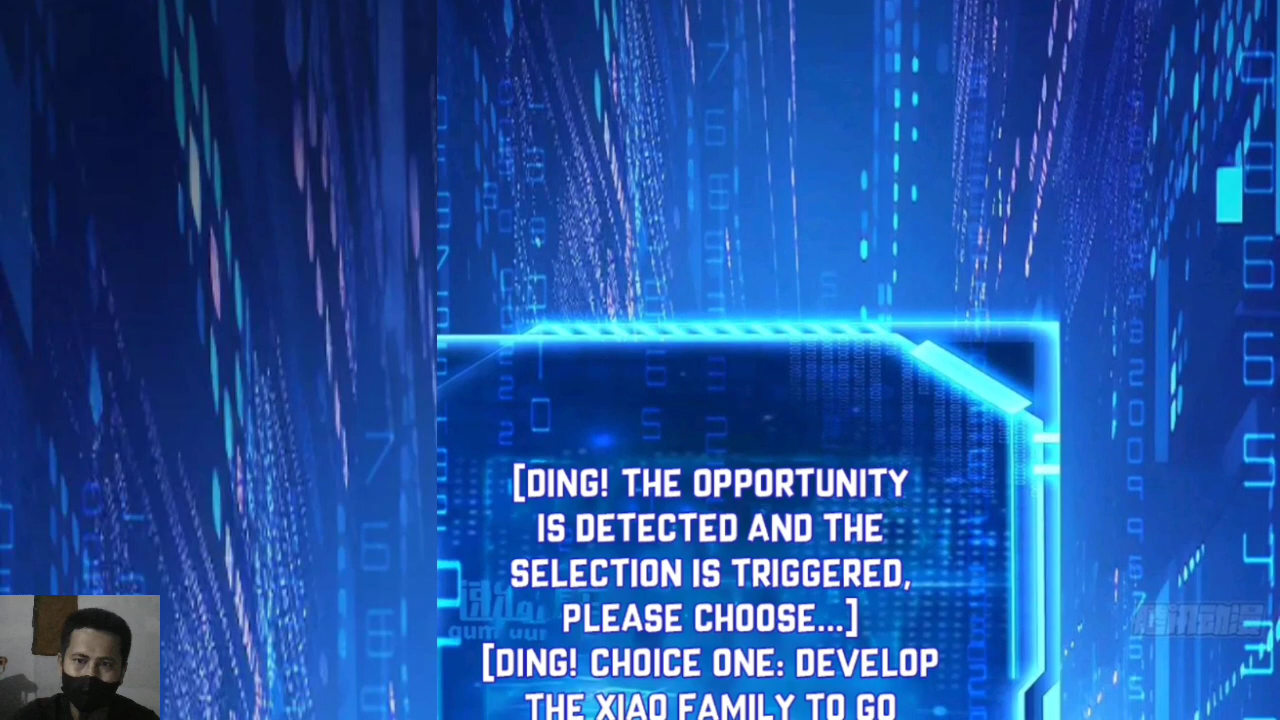 [DING! THE OPPORTUNITY
IS DETECTED AND THE
SELECTION IS TRIGGERED,
PLEASE CHOOSE...]
[DING! CHOICE ONE: DEVELOP
THE XIAO FAMILY TO GO